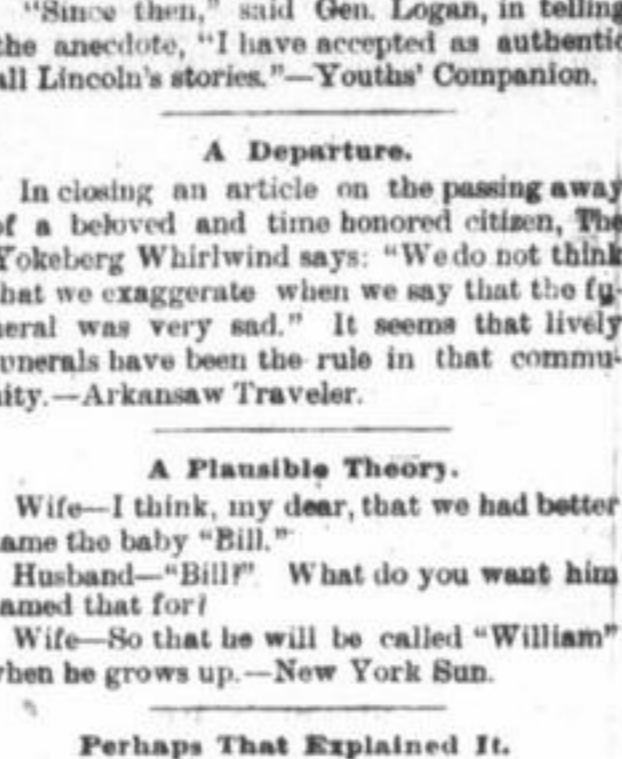 "Since then," said Gen. Logan, in telling
the anecdote, "I have accepted as authentic
all Lincoln's stories."—Youths' Companion.
A Departure.
In closing an article on the passing away
of a beloved and time honored citizen, The
Yokeberg Whirlwind says: "We do not think
that we exaggerate when we say that the fu-
neral was very sad." It seems that lively
funerals have been the rule in that commu-
nity.—Arkansaw Traveler.
A Plausible Theory.
Wife—I think, my dear, that we had better
name the baby "Bill."
Husband—"Bill?" What do you want him
named that for?
Wife—So that he will be called "William"
when he grows up.—New York Sun.
Perhaps That Explained It.